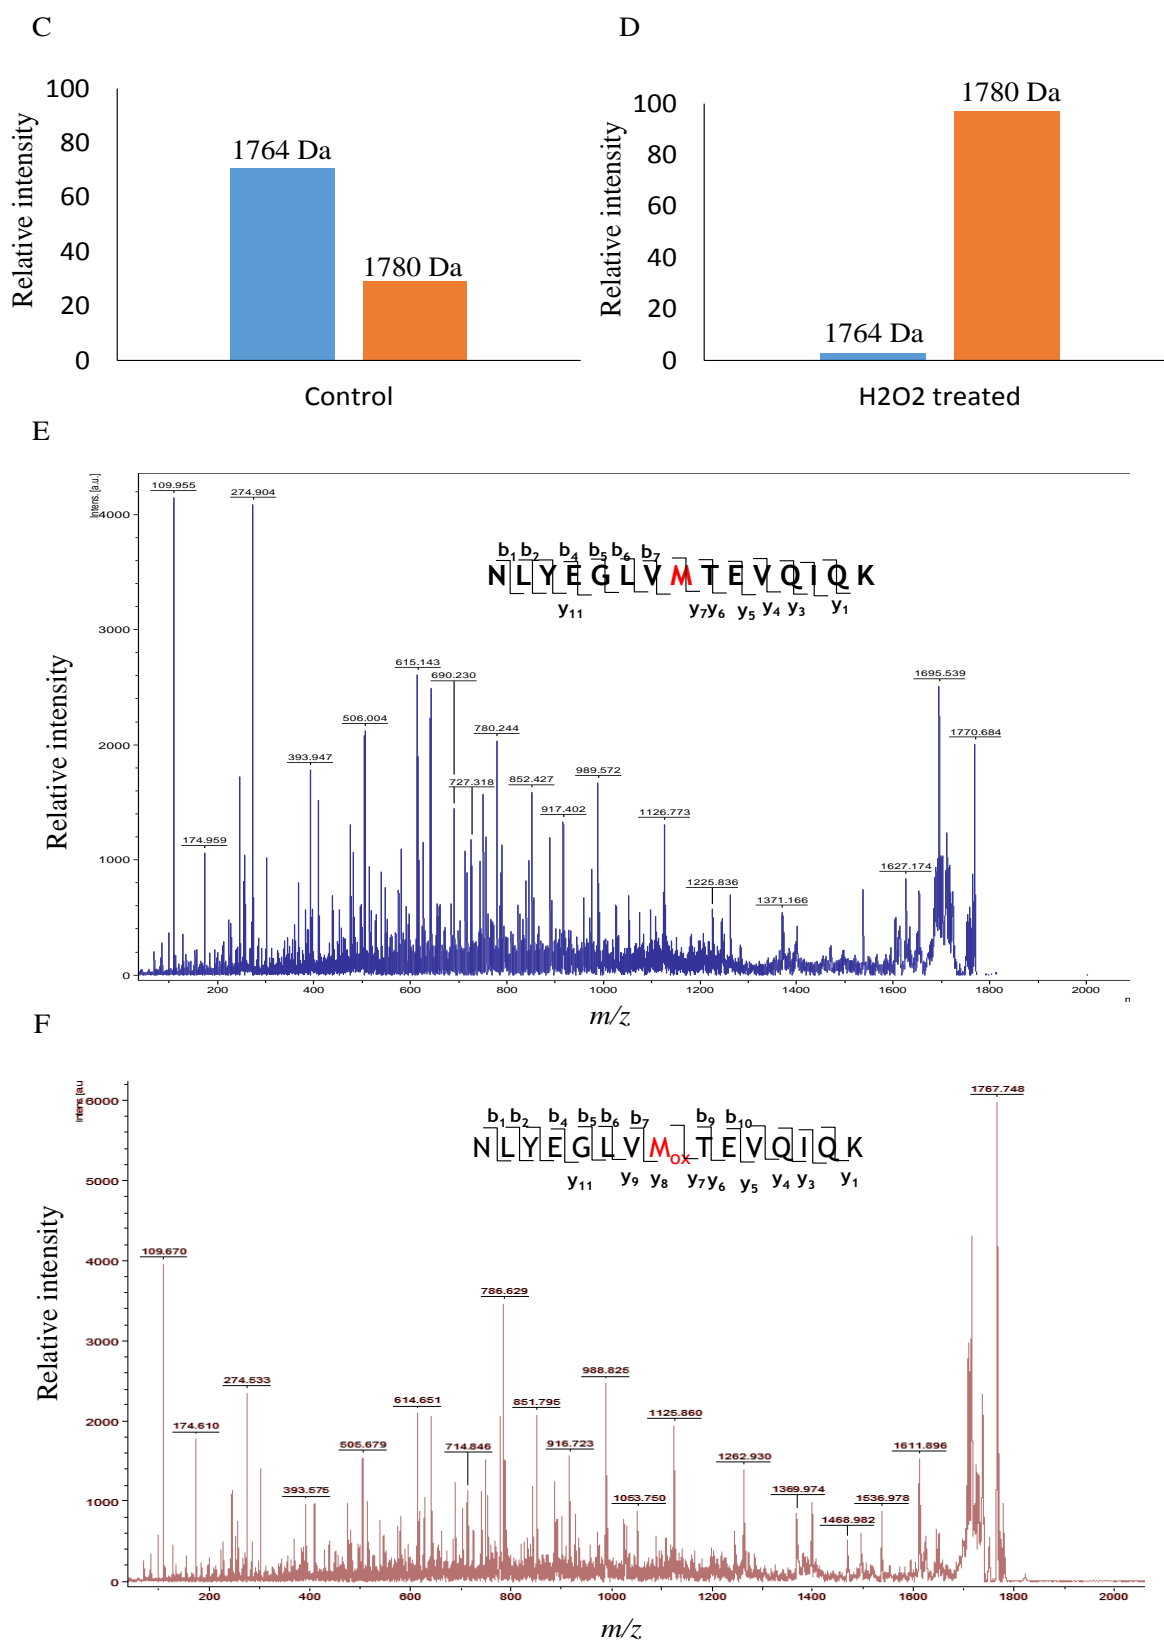 C
D
100
80
60
40
20
0
Relative intensity
1764 Da
1780 Da
Control
100
80
60
40
20
0
Relative intensity
1764 Da
1780 Da
H2O2 treated
E
Intens. [a.u.]
4000
3000
2000
1000
0
Relative intensity
109.955
274.904
174.959
393.947
506.004
615.143
690.230
727.318
780.244
852.427
917.402
989.572
1126.773
1225.836
1371.166
1627.174
1695.539
1770.684
b1 b2 b4 b5 b6 b7
N L Y E G L V M T E V Q I Q K
y11 y7 y6 y5 y4 y3 y1
200 400 600 800 1000 1200 1400 1600 1800 2000
m/z
F
Intens. [a.u
6000
5000
4000
3000
2000
1000
0
Relative intensity
109.670
174.610
274.533
393.575
505.679
614.651
714.846
786.629
851.795
916.723
988.825
1053.750
1125.860
1262.930
1369.974
1468.982
1536.978
1611.896
1767.748
b1 b2 b4 b5 b6 b7 b9 b10
N L Y E G L V Mox T E V Q I Q K
y11 y9 y8 y7 y6 y5 y4 y3 y1
200 400 600 800 1000 1200 1400 1600 1800 2000
m/z